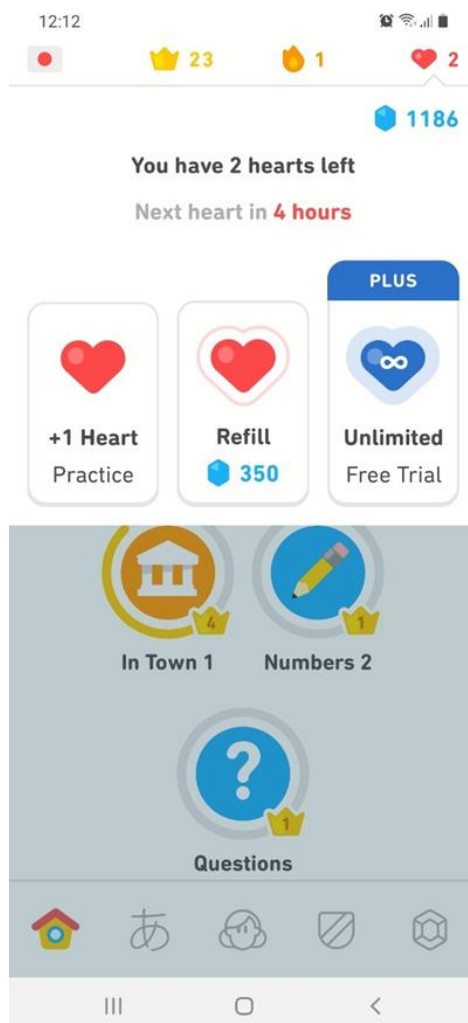 12:12
23
1
2
1186
You have 2 hearts left
Next heart in 4 hours
PLUS
+1 Heart
Practice
Refill
350
Unlimited
Free Trial
4
1
In Town 1
Numbers 2
1
Questions
あ